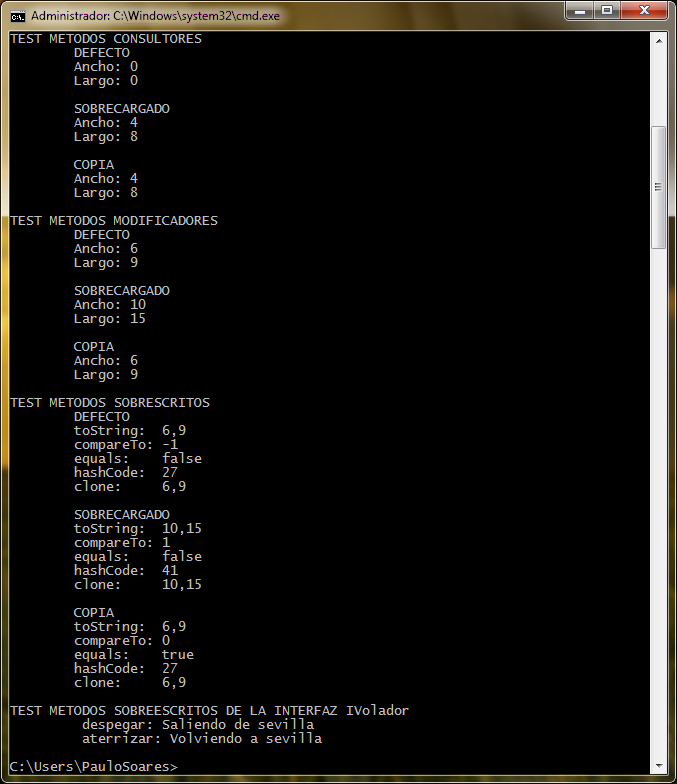 Administrador: C:\Windows\system32\cmd.exe
TEST METODOS CONSULTORES
DEFECTO
Ancho: 0
Largo: 0
SOBRECARGADO
Ancho: 4
Largo: 8
COPIA
Ancho: 4
Largo: 8
TEST METODOS MODIFICADORES
DEFECTO
Ancho: 6
Largo: 9
SOBRECARGADO
Ancho: 10
Largo: 15
COPIA
Ancho: 6
Largo: 9
TEST METODOS SOBRESCRITOS
DEFECTO
toString:  6,9
compareTo: -1
equals:    false
hashCode:  27
clone:     6,9
SOBRECARGADO
toString:  10,15
compareTo: 1
equals:    false
hashCode:  41
clone:     10,15
COPIA
toString:  6,9
compareTo: 0
equals:    true
hashCode:  27
clone:     6,9
TEST METODOS SOBREESCRITOS DE LA INTERFAZ IVolador
despegar: Saliendo de sevilla
aterrizar: Volviendo a sevilla
C:\Users\PauloSoares>